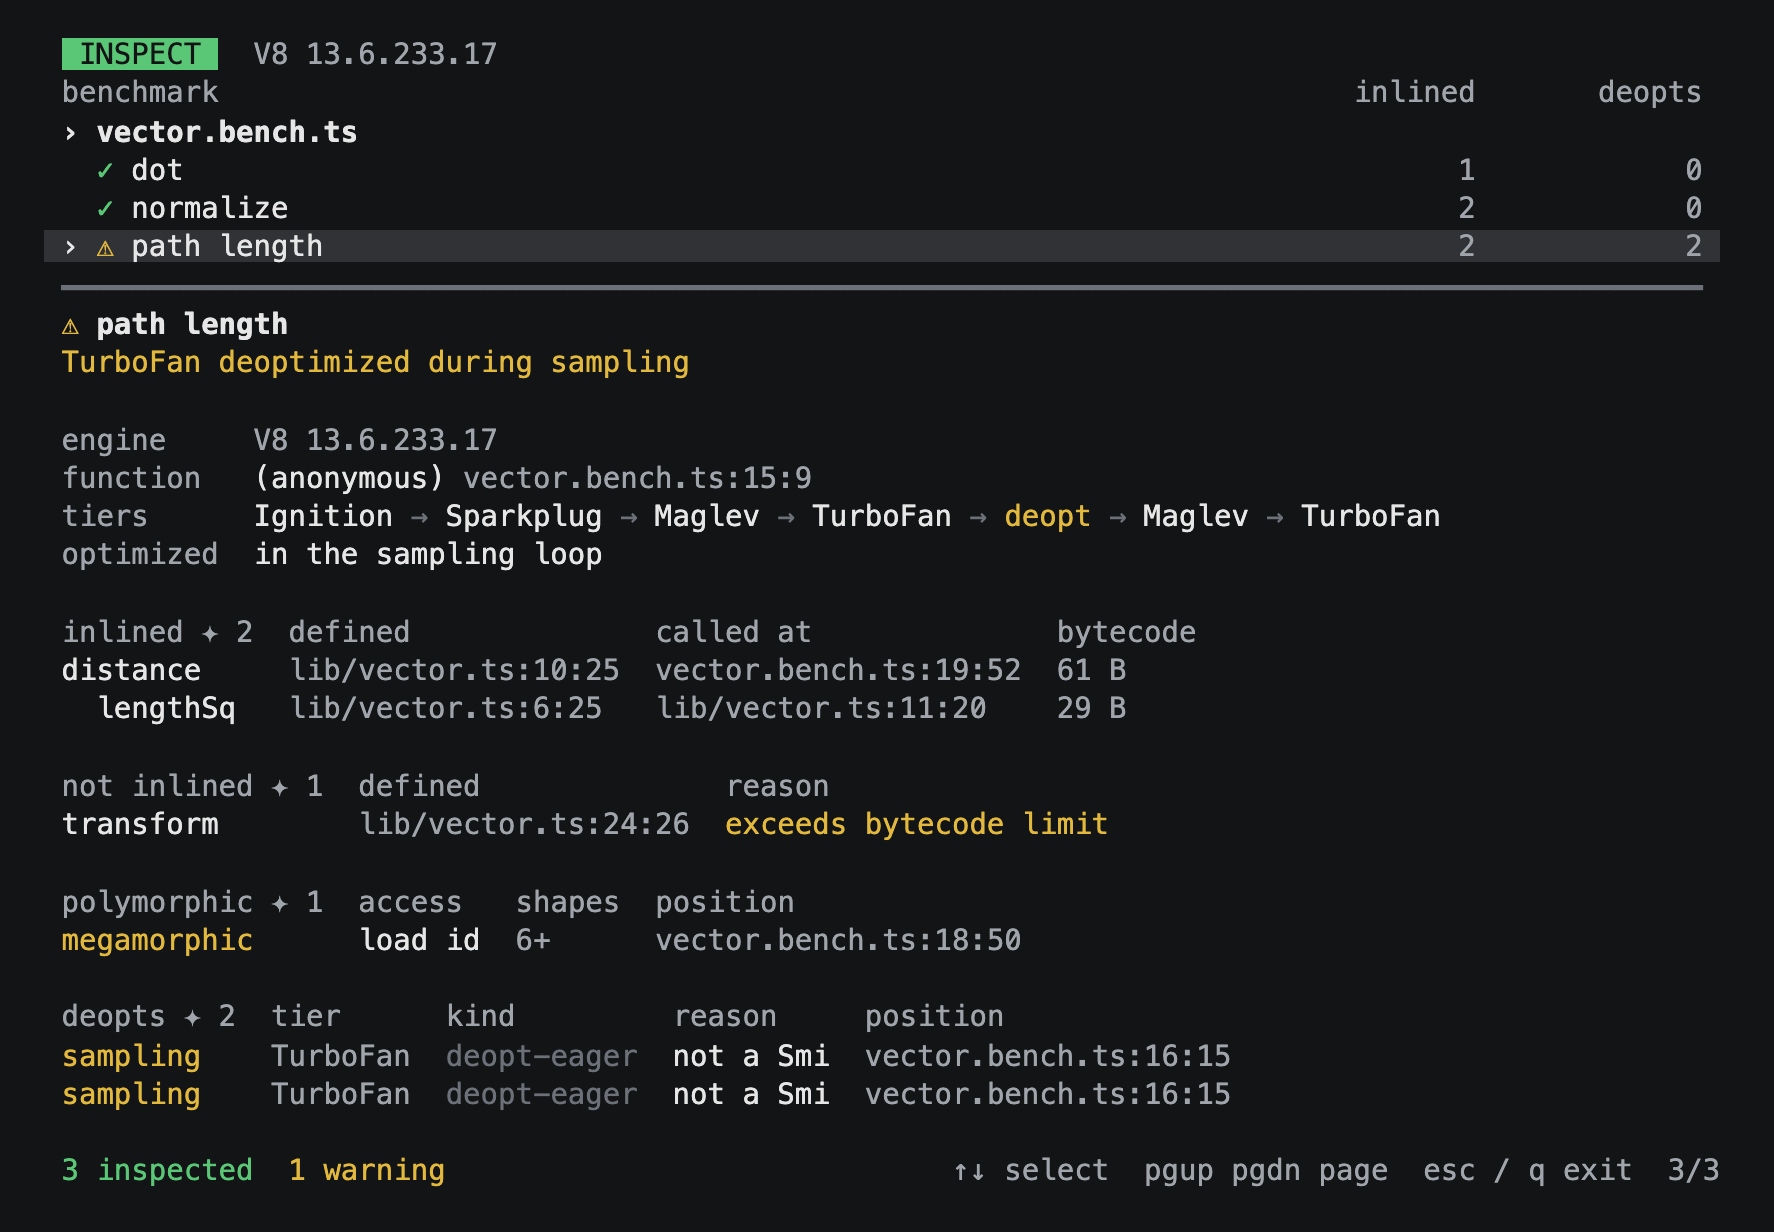 INSPECT V8 13.6.233.17
benchmark inlined deopts
› vector.bench.ts
✓ dot 1 0
✓ normalize 2 0
› ⚠ path length 2 2
⚠ path length
TurboFan deoptimized during sampling
engine V8 13.6.233.17
function (anonymous) vector.bench.ts:15:9
tiers Ignition → Sparkplug → Maglev → TurboFan → deopt → Maglev → TurboFan
optimized in the sampling loop
inlined ✦ 2 defined called at bytecode
distance lib/vector.ts:10:25 vector.bench.ts:19:52 61 B
lengthSq lib/vector.ts:6:25 lib/vector.ts:11:20 29 B
not inlined ✦ 1 defined reason
transform lib/vector.ts:24:26 exceeds bytecode limit
polymorphic ✦ 1 access shapes position
megamorphic load id 6+ vector.bench.ts:18:50
deopts ✦ 2 tier kind reason position
sampling TurboFan deopt-eager not a Smi vector.bench.ts:16:15
sampling TurboFan deopt-eager not a Smi vector.bench.ts:16:15
3 inspected 1 warning ↑↓ select pgup pgdn page esc / q exit 3/3